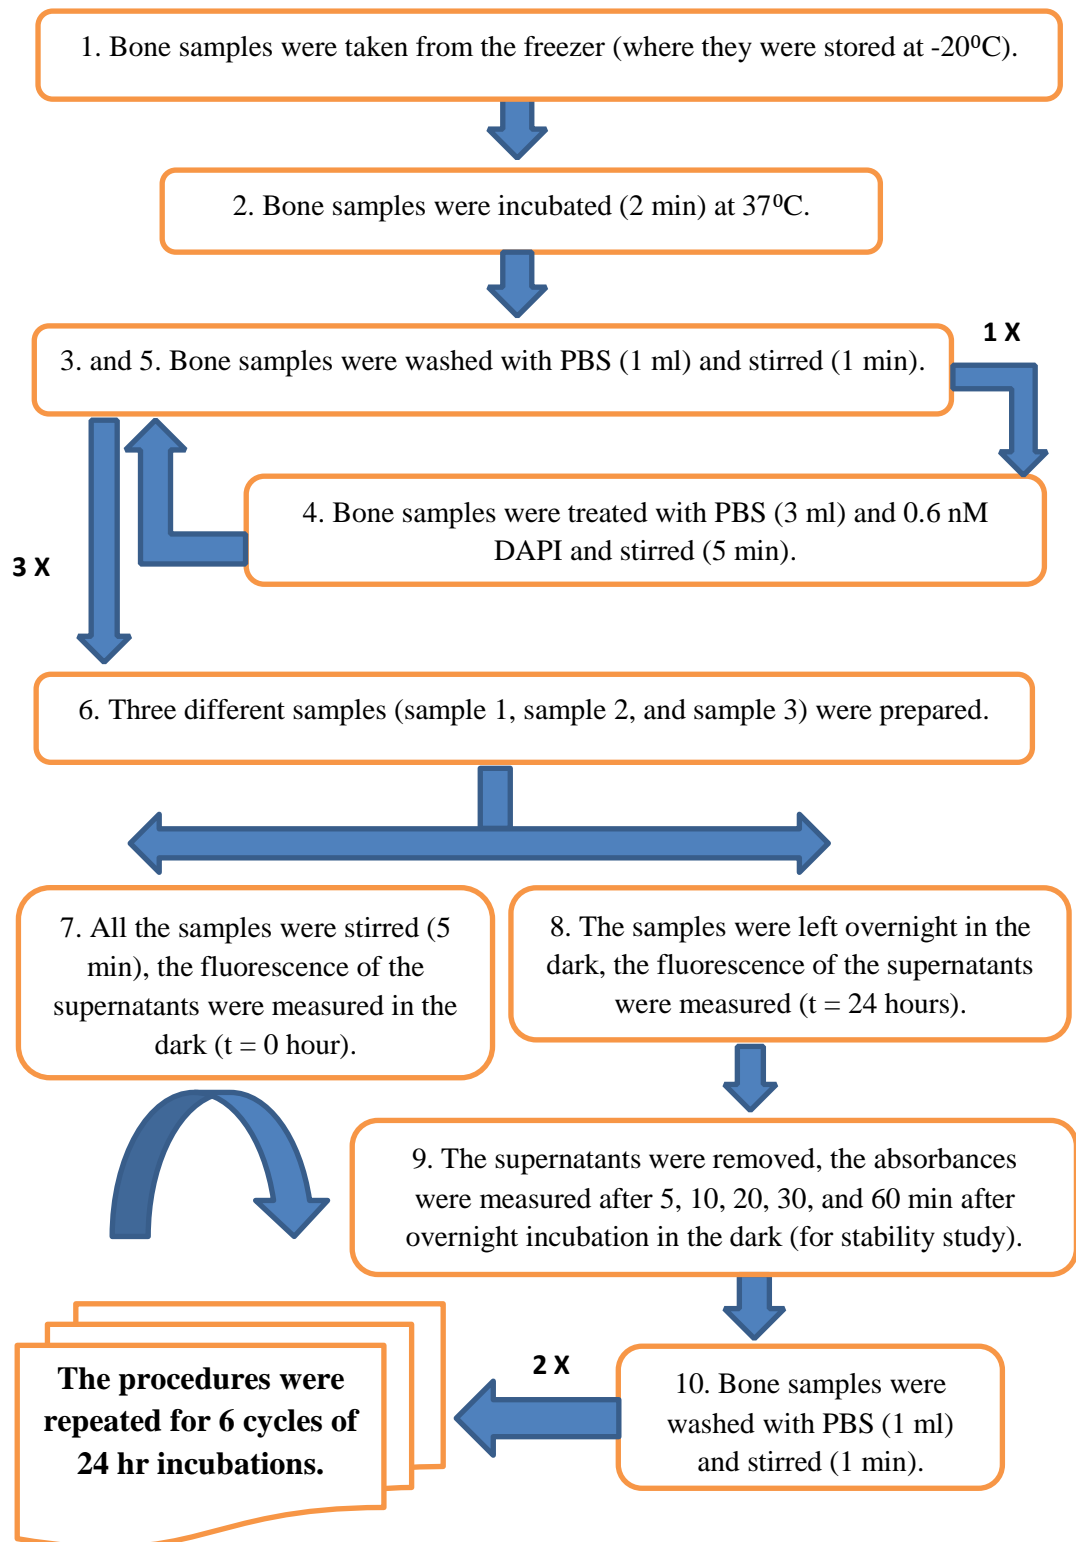 1. Bone samples were taken from the freezer (where they were stored at -20⁰C).
2. Bone samples were incubated (2 min) at 37⁰C.
1 X
3. and 5. Bone samples were washed with PBS (1 ml) and stirred (1 min).
4. Bone samples were treated with PBS (3 ml) and 0.6 nM
DAPI and stirred (5 min).
3 X
6. Three different samples (sample 1, sample 2, and sample 3) were prepared.
7. All the samples were stirred (5
min), the fluorescence of the
supernatants were measured in the
dark (t = 0 hour).
8. The samples were left overnight in the
dark, the fluorescence of the supernatants
were measured (t = 24 hours).
9. The supernatants were removed, the absorbances
were measured after 5, 10, 20, 30, and 60 min after
overnight incubation in the dark (for stability study).
10. Bone samples were
washed with PBS (1 ml)
and stirred (1 min).
2 X
The procedures were
repeated for 6 cycles of
24 hr incubations.